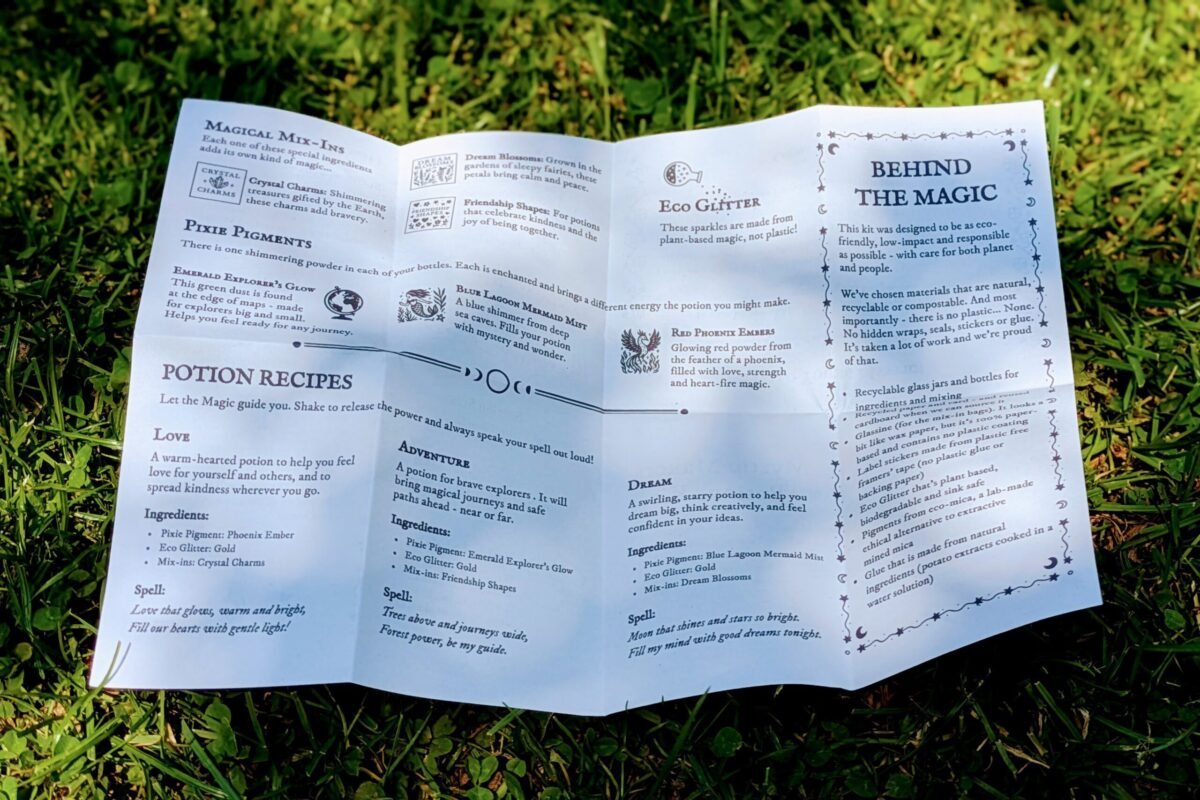 MAGICAL MIX-INS
Each one of these special ingredients
adds its own kind of magic...
CRYSTAL
CHARMS
Crystal Charms: Shimmering
treasures gifted by the Earth,
these charms add bravery.
DREAM
BLOSSOMS
Dream Blossoms: Grown in the
gardens of sleepy fairies, these
petals bring calm and peace.
FRIENDSHIP
SHAPES
Friendship Shapes: For potions
that celebrate kindness and the
joy of being together.
ECO GLITTER
These sparkles are made from
plant-based magic, not plastic!
PIXIE PIGMENTS
There is one shimmering powder in each of your bottles. Each is enchanted and brings a different energy the potion you might make.
EMERALD EXPLORER'S GLOW
This green dust is found
at the edge of maps - made
for explorers big and small.
Helps you feel ready for any journey.
BLUE LAGOON MERMAID MIST
A blue shimmer from deep
sea caves. Fills your potion
with mystery and wonder.
RED PHOENIX EMBERS
Glowing red powder from
the feather of a phoenix,
filled with love, strength
and heart-fire magic.
POTION RECIPES
Let the Magic guide you. Shake to release the power and always speak your spell out loud!
LOVE
A warm-hearted potion to help you feel
love for yourself and others, and to
spread kindness wherever you go.
Ingredients:
• Pixie Pigment: Phoenix Ember
• Eco Glitter: Gold
• Mix-ins: Crystal Charms
Spell:
Love that glows, warm and bright,
Fill our hearts with gentle light!
ADVENTURE
A potion for brave explorers . It will
bring magical journeys and safe
paths ahead - near or far.
Ingredients:
• Pixie Pigment: Emerald Explorer's Glow
• Eco Glitter: Gold
• Mix-ins: Friendship Shapes
Spell:
Trees above and journeys wide,
Forest power, be my guide.
DREAM
A swirling, starry potion to help you
dream big, think creatively, and feel
confident in your ideas.
Ingredients:
• Pixie Pigment: Blue Lagoon Mermaid Mist
• Eco Glitter: Gold
• Mix-ins: Dream Blossoms
Spell:
Moon that shines and stars so bright.
Fill my mind with good dreams tonight.
BEHIND
THE MAGIC
This kit was designed to be as eco-
friendly, low-impact and responsible
as possible - with care for both planet
and people.
We've chosen materials that are natural,
recyclable or compostable. And most
importantly - there is no plastic... None.
No hidden wraps, seals, stickers or glue.
It's taken a lot of work and we're proud
of that.
• Recyclable glass jars and bottles for
ingredients and mixing
• Recycled paper and card - and reused
cardboard when we can source it
• Glassine (for the mix-in bags). It looks a
bit like wax paper, but it's 100% paper-
based and contains no plastic coating
• Label stickers made from plastic free
framers' tape (no plastic glue or
backing paper)
• Eco Glitter that's plant based,
biodegradable and sink safe
• Pigments from eco-mica, a lab-made
ethical alternative to extractive
mined mica
• Glue that is made from natural
ingredients (potato extracts cooked in a
water solution)